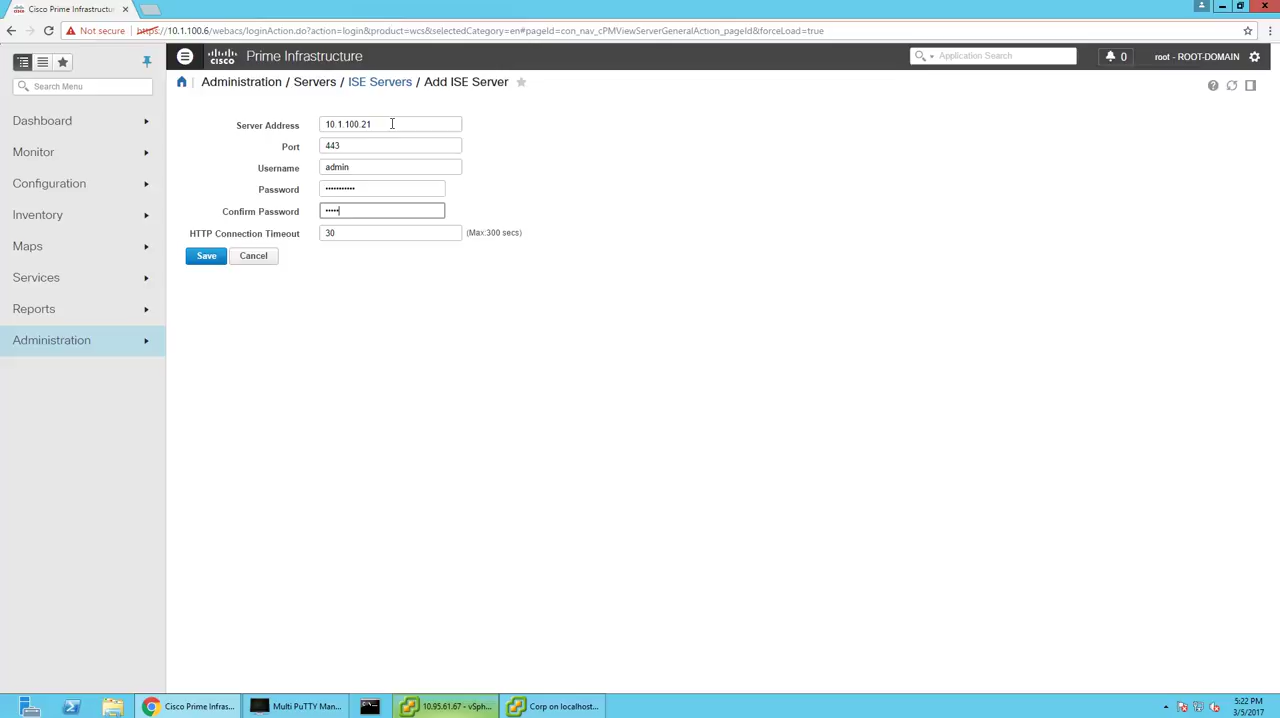 Cisco Prime Infrastructur
Not secure
https://10.1.100.6/webacs/loginAction.do?action=login&product=wcs&selectedCategory=en#pageId=con_nav_cPMViewServerGeneralAction_pageId&forceLoad=true
cisco Prime Infrastructure
Application Search
0
root - ROOT-DOMAIN
Search Menu
Administration / Servers / ISE Servers / Add ISE Server
Dashboard
Monitor
Configuration
Inventory
Maps
Services
Reports
Administration
Server Address 10.1.100.21
Port 443
Username admin
Password •••••••••••
Confirm Password •••••
HTTP Connection Timeout 30 (Max:300 secs)
Save Cancel
Cisco Prime Infras...
Multi PuTTY Man...
10.95.61.67 - vSph...
Corp on localhost...
5:22 PM
3/5/2017